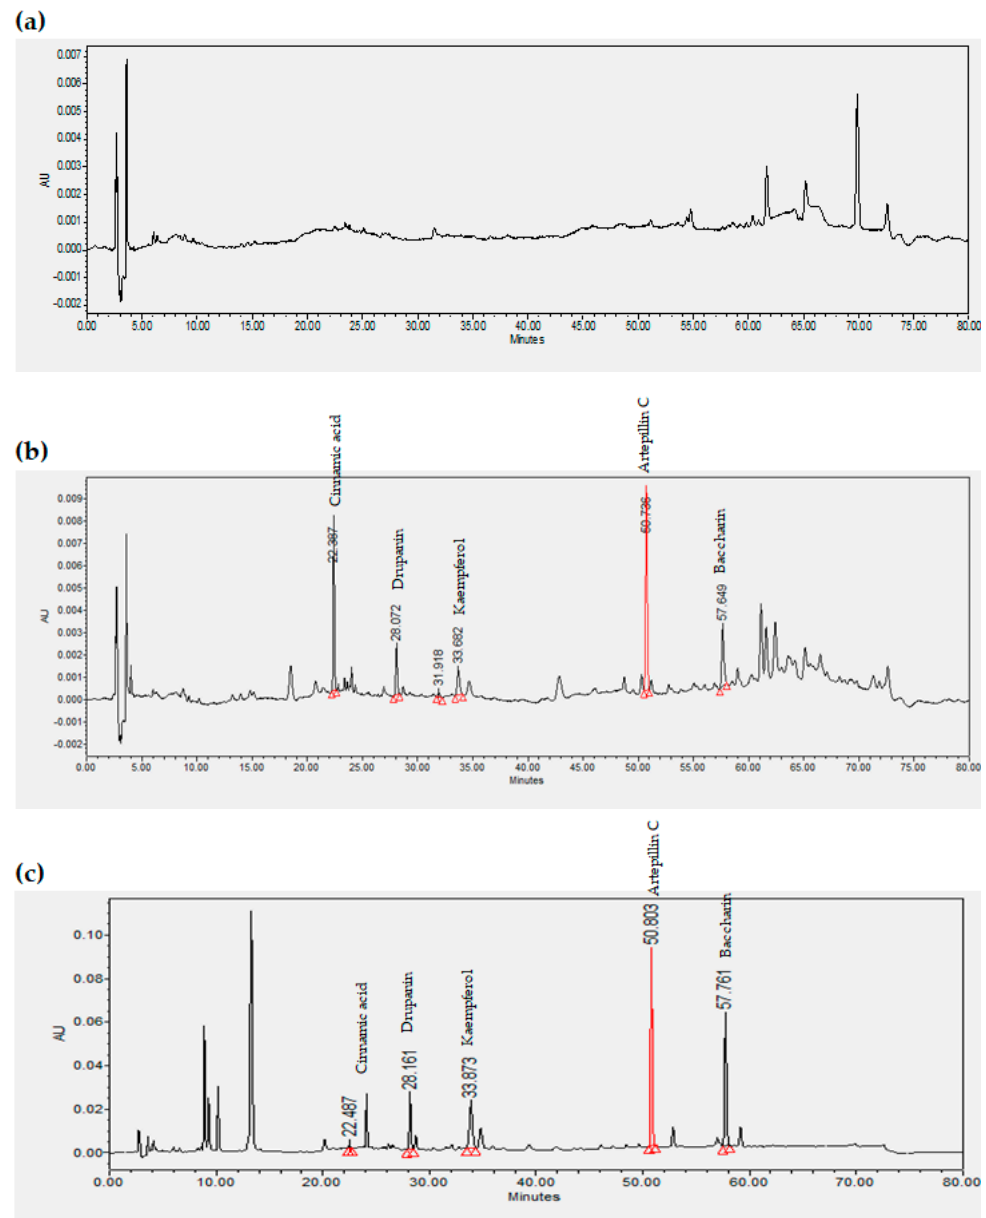 (a)
0.007
0.006
0.005
0.004
0.003
0.002
0.001
0.000
-0.001
-0.002
AU
0.00 5.00 10.00 15.00 20.00 25.00 30.00 35.00 40.00 45.00 50.00 55.00 60.00 65.00 70.00 75.00 80.00
Minutes
(b)
Cinnamic acid
22.387
Drupanin
28.072
31.918
Kaempferol
33.682
Artepillin C
50.736
Baccharin
57.649
0.009
0.008
0.007
0.006
0.005
0.004
0.003
0.002
0.001
0.000
-0.001
-0.002
AU
0.00 5.00 10.00 15.00 20.00 25.00 30.00 35.00 40.00 45.00 50.00 55.00 60.00 65.00 70.00 75.00 80.00
Minutes
(c)
22.487
Cinnamic acid
28.161 Drupanin
33.873 Kaempferol
50.803 Artepillin C
57.761 Baccharin
0.10
0.08
0.06
0.04
0.02
0.00
AU
0.00 10.00 20.00 30.00 40.00 50.00 60.00 70.00 80.00
Minutes